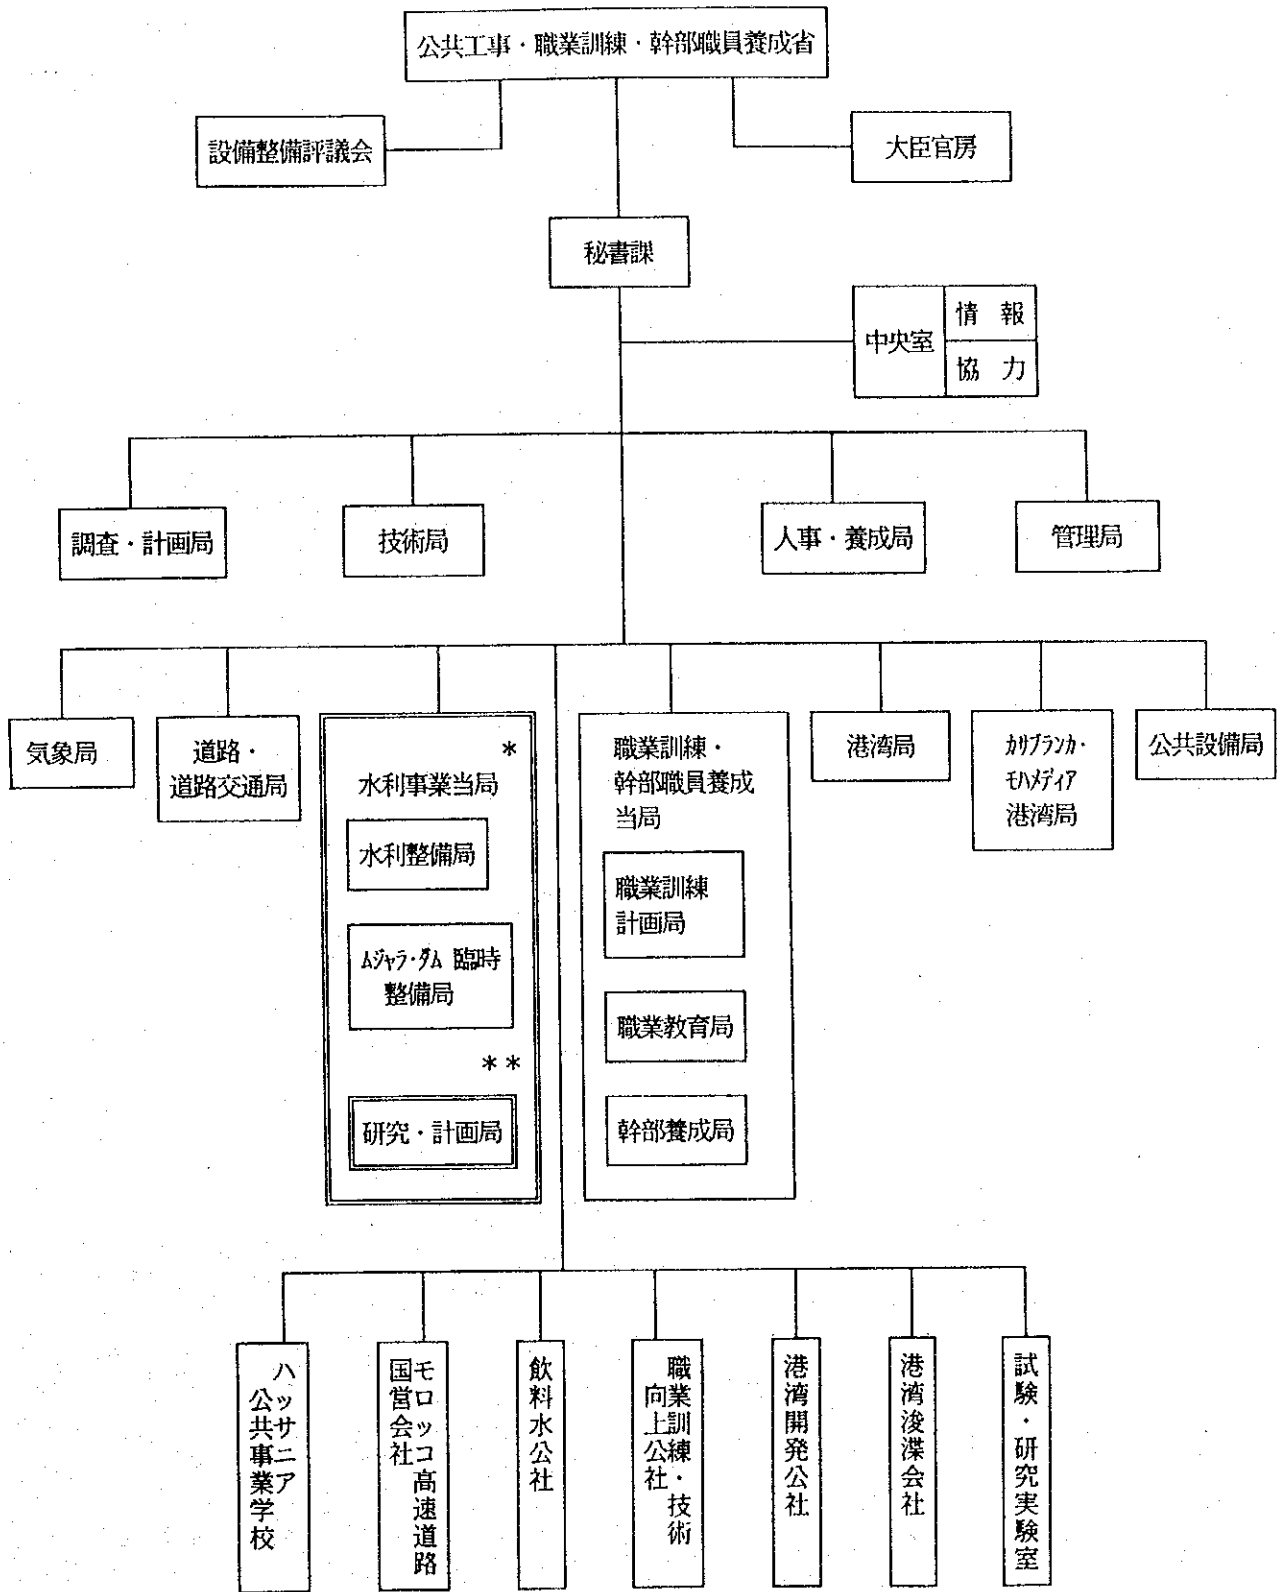 公共工事・職業訓練・幹部職員養成省
設備整備評議会
大臣官房
秘書課
中央室
情 報
協 力
調査・計画局
技術局
人事・養成局
管理局
気象局
道路・
道路交通局
*
水利事業当局
水利整備局
ムジャラ・ダム 臨時
整備局
**
研究・計画局
職業訓練・
幹部職員養成
当局
職業訓練
計画局
職業教育局
幹部養成局
港湾局
カサブランカ・
モハメディア
港湾局
公共設備局
ハッサニア
公共事業学校
モロッコ高速道路
国営会社
飲料水公社
職業訓練・技術
向上公社
港湾開発公社
港湾浚渫会社
試験・研究実験室